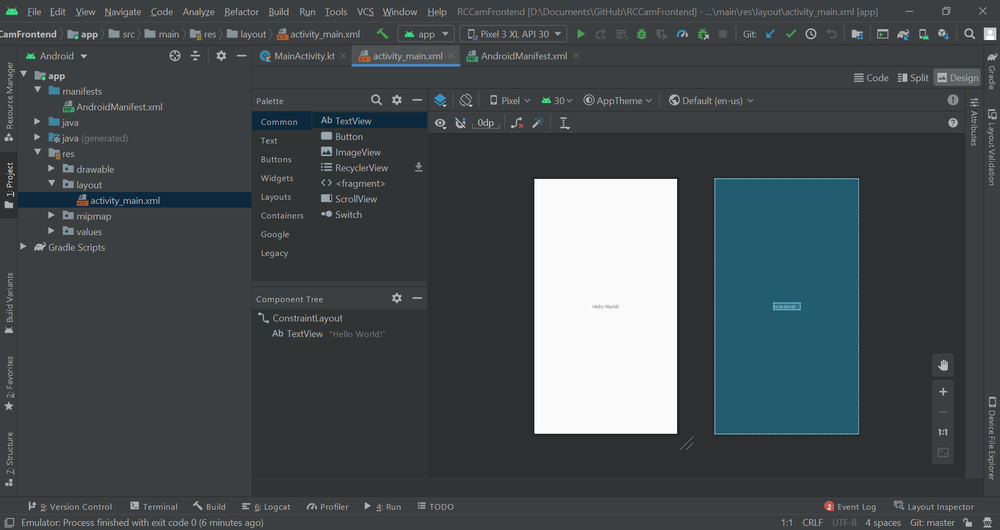 File Edit View Navigate Code Analyze Refactor Build Run Tools VCS Window Help RCCamFrontend [D:\Documents\GitHub\RCCamFrontend] - ...\main\res\layout\activity_main.xml [app]
CamFrontend app src main res layout activity_main.xml app Pixel 3 XL API 30 Git:
Android
MainActivity.kt activity_main.xml AndroidManifest.xml
Code Split Design
app
manifests
AndroidManifest.xml
java
java (generated)
res
drawable
layout
activity_main.xml
mipmap
values
Gradle Scripts
Resource Manager
1: Project
Build Variants
2: Favorites
7: Structure
Palette
Common
Text
Buttons
Widgets
Layouts
Containers
Google
Legacy
Ab TextView
Button
ImageView
RecyclerView
<fragment>
ScrollView
Switch
Component Tree
ConstraintLayout
Ab TextView "Hello World!"
Pixel 30 AppTheme Default (en-us)
0dp
Hello World!
Hello World!
1:1
Attributes
Gradle
Layout Validation
Device File Explorer
9: Version Control Terminal Build 6: Logcat Profiler 4: Run TODO 2 Event Log Layout Inspector
Emulator: Process finished with exit code 0 (6 minutes ago) 1:1 CRLF UTF-8 4 spaces Git: master